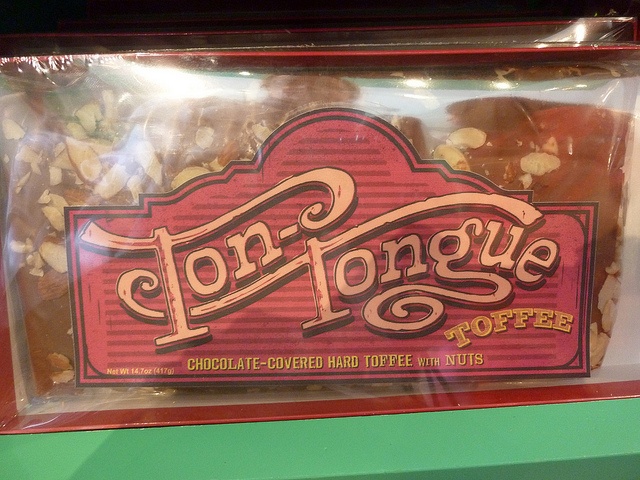 Ton-Tongue
TOFFEE
CHOCOLATE-COVERED HARD TOFFEE WITH NUTS
Net Wt 14.7oz (417g)